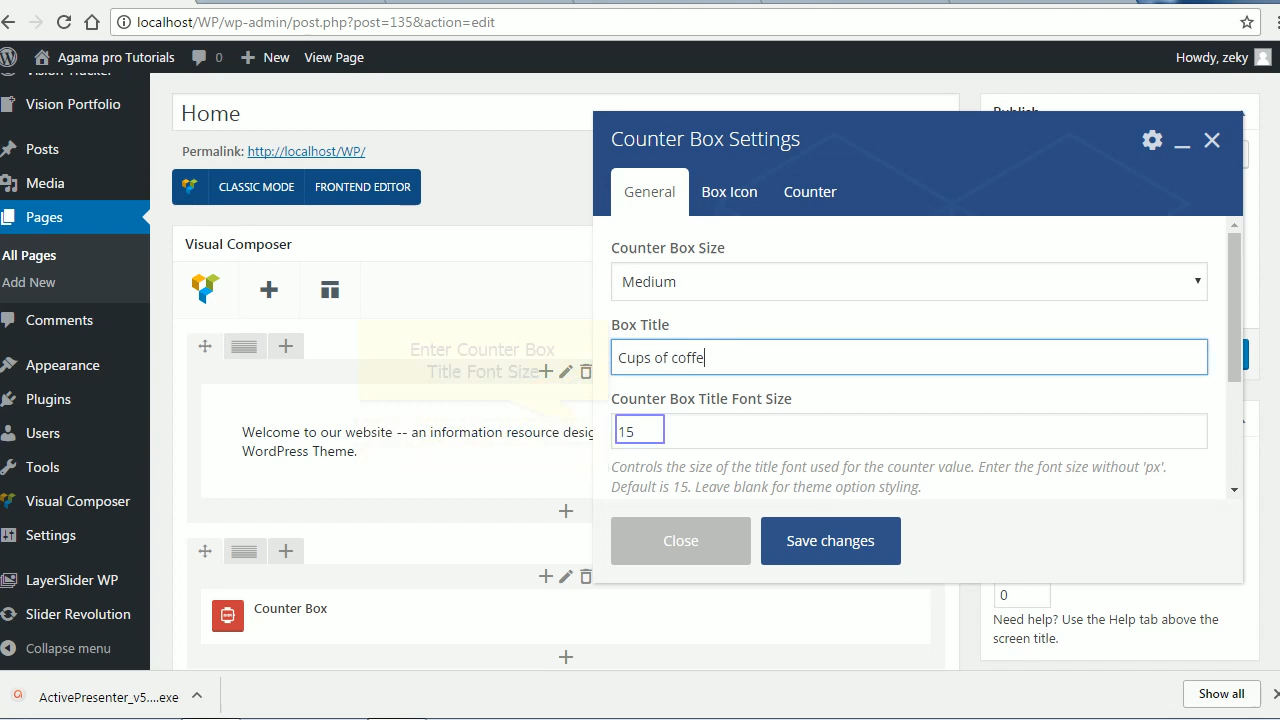 localhost/WP/wp-admin/post.php?post=135&action=edit
Agama pro Tutorials
0
New
View Page
Howdy, zeky
Vision Portfolio
Posts
Media
Pages
All Pages
Add New
Comments
Appearance
Plugins
Users
Tools
Visual Composer
Settings
LayerSlider WP
Slider Revolution
Collapse menu
Home
Permalink: http://localhost/WP/
CLASSIC MODE
FRONTEND EDITOR
Visual Composer
Enter Counter Box
Title Font Size
Welcome to our website -- an information resource desig
WordPress Theme.
Counter Box
Publish
Counter Box Settings
General
Box Icon
Counter
Counter Box Size
Medium
Box Title
Cups of coffe
Counter Box Title Font Size
15
Controls the size of the title font used for the counter value. Enter the font size without 'px'.
Default is 15. Leave blank for theme option styling.
Close
Save changes
0
Need help? Use the Help tab above the
screen title.
ActivePresenter_v5....exe
Show all